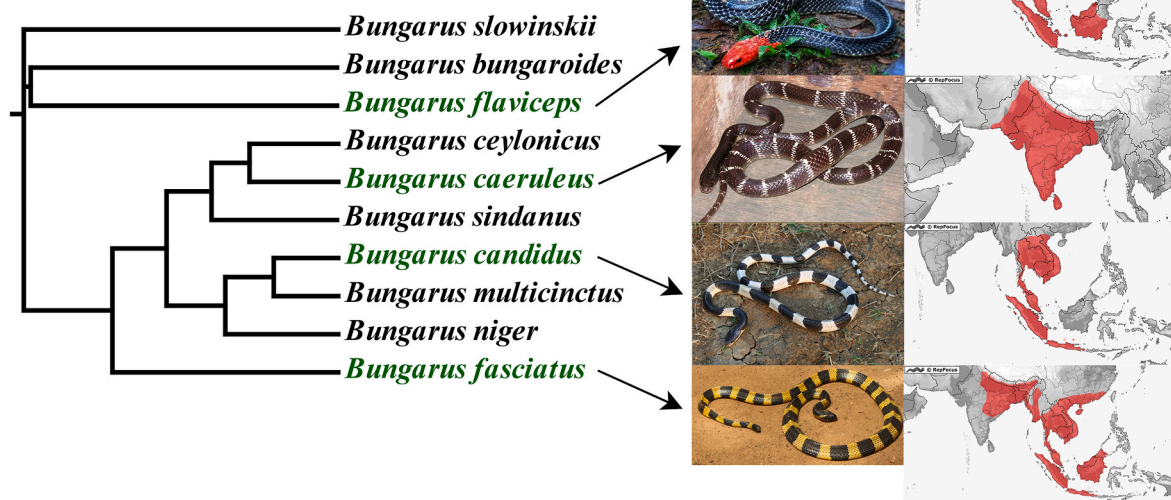 Bungarus slowinskii
Bungarus bungaroides
Bungarus flaviceps
Bungarus ceylonicus
Bungarus caeruleus
Bungarus sindanus
Bungarus candidus
Bungarus multicinctus
Bungarus niger
Bungarus fasciatus
© RepFocus
© RepFocus
© RepFocus